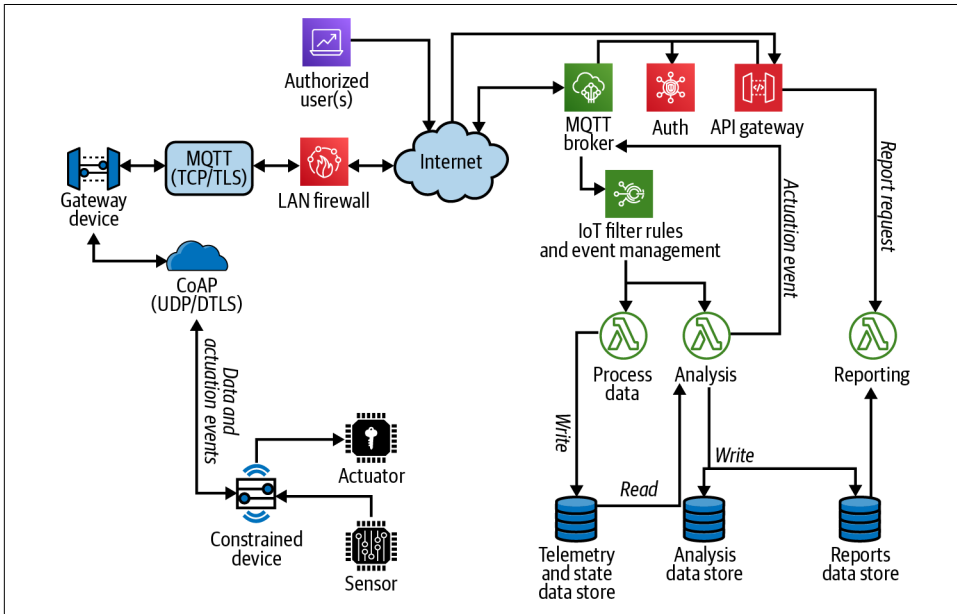 Authorized
user(s)
Internet
MQTT
broker
Auth
API gateway
MQTT
(TCP/TLS)
LAN firewall
Gateway
device
IoT filter rules
and event management
Actuation event
Report request
CoAP
(UDP/DTLS)
Data and
actuation events
Process
data
Analysis
Reporting
Write
Write
Read
Actuator
Constrained
device
Sensor
Telemetry
and state
data store
Analysis
data store
Reports
data store